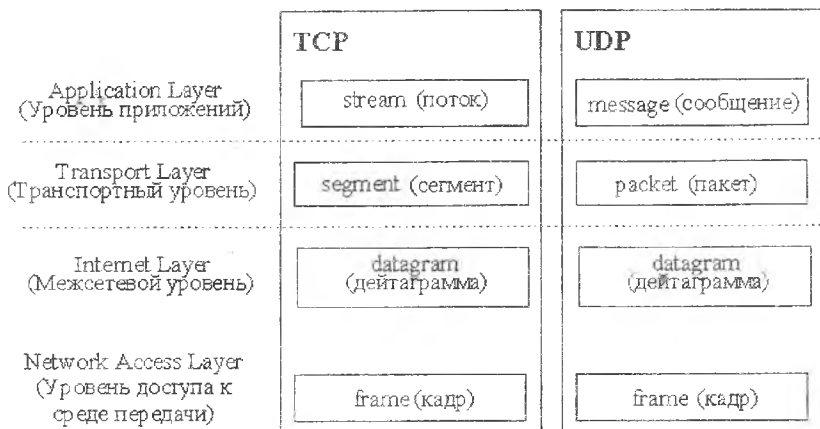 TCP
UDP
Application Layer
(Уровень приложений)
stream (поток)
message (сообщение)
Transport Layer
(Транспортный уровень)
segment (сегмент)
packet (пакет)
Internet Layer
(Межсетевой уровень)
datagram
(дейтаграмма)
datagram
(дейтаграмма)
Network Access Layer
(Уровень доступа к
среде передачи)
frame (кадр)
frame (кадр)